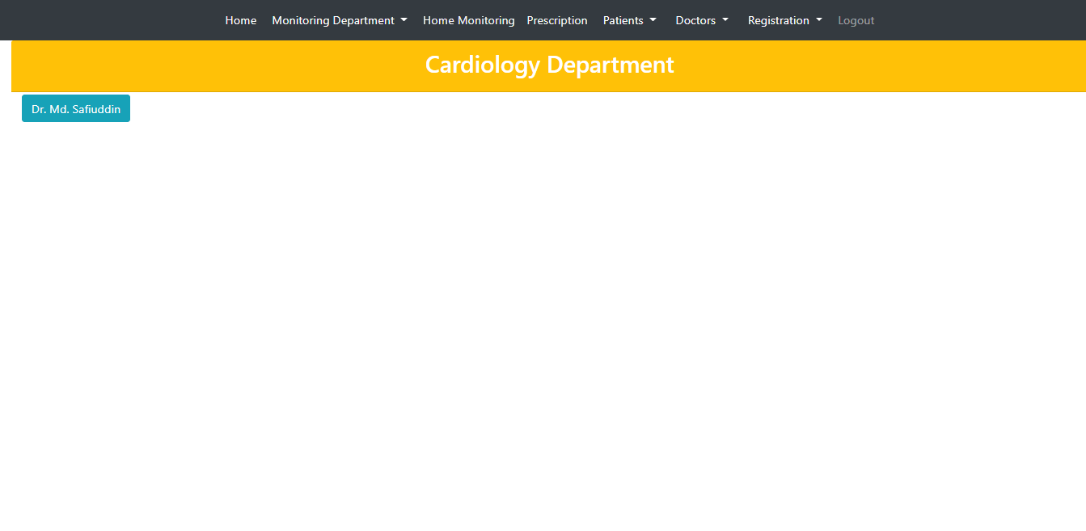 Home Monitoring Department Home Monitoring Prescription Patients Doctors Registration Logout
Cardiology Department
Dr. Md. Safiuddin